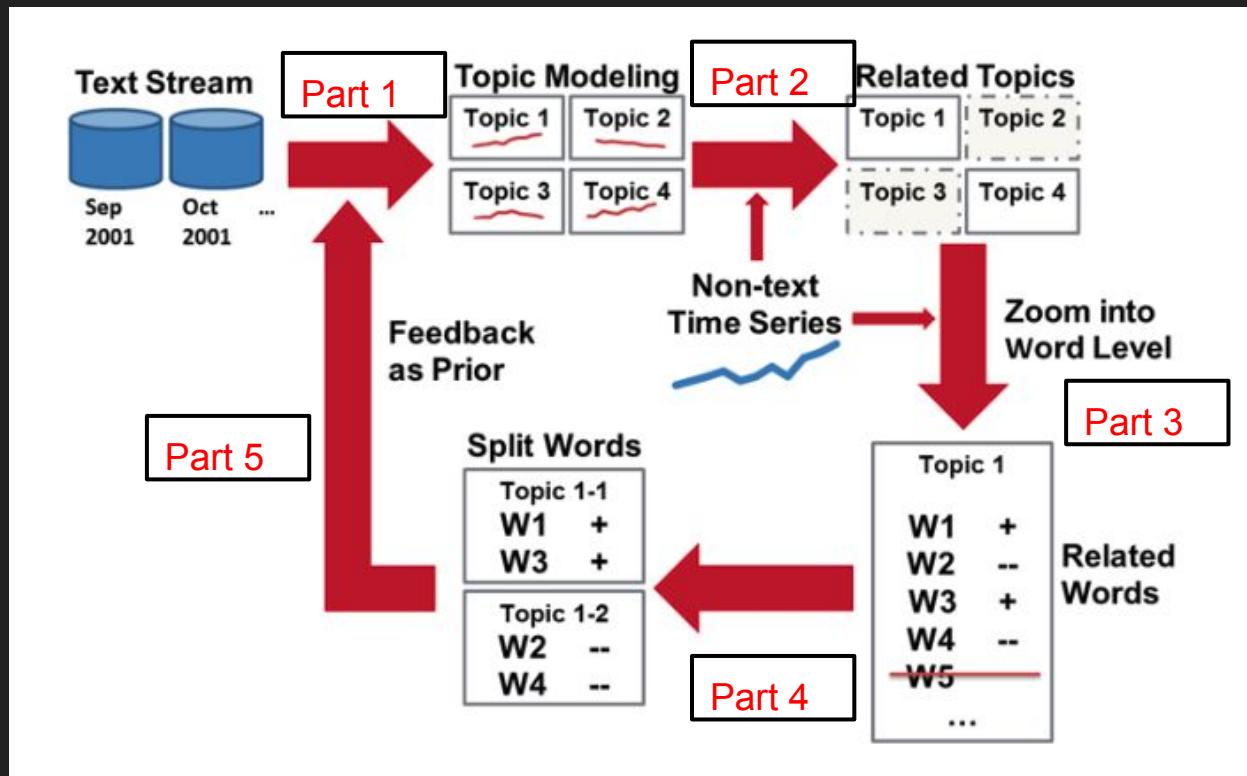 Text Stream
Sep
2001
Oct
2001
...
Part 1
Topic Modeling
Topic 1
Topic 2
Topic 3
Topic 4
Part 2
Related Topics
Topic 1
Topic 2
Topic 3
Topic 4
Non-text
Time Series
Zoom into
Word Level
Part 3
Topic 1
W1 +
W2 --
W3 +
W4 --
W5
...
Related
Words
Part 4
Split Words
Topic 1-1
W1 +
W3 +
Topic 1-2
W2 --
W4 --
Part 5
Feedback
as Prior